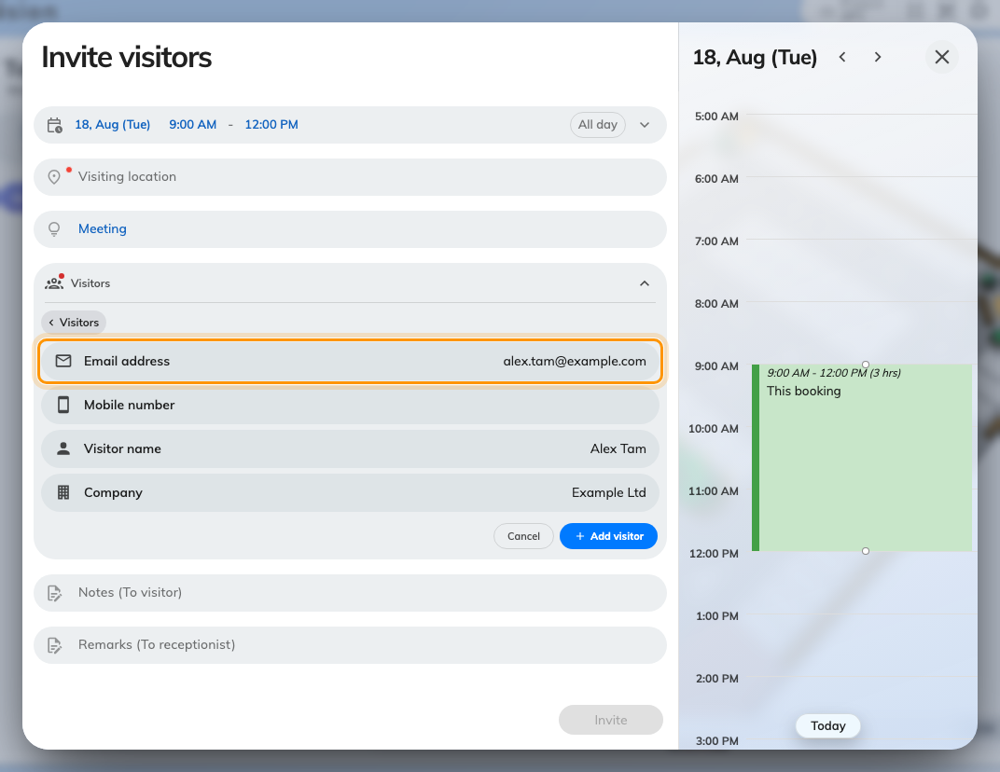 Invite visitors
18, Aug (Tue) 9:00 AM - 12:00 PM All day
Visiting location
Meeting
Visitors
Visitors
Email address alex.tam@example.com
Mobile number
Visitor name Alex Tam
Company Example Ltd
Cancel + Add visitor
Notes (To visitor)
Remarks (To receptionist)
Invite
18, Aug (Tue)
5:00 AM
6:00 AM
7:00 AM
8:00 AM
9:00 AM
9:00 AM - 12:00 PM (3 hrs)
This booking
10:00 AM
11:00 AM
12:00 PM
1:00 PM
2:00 PM
Today
3:00 PM